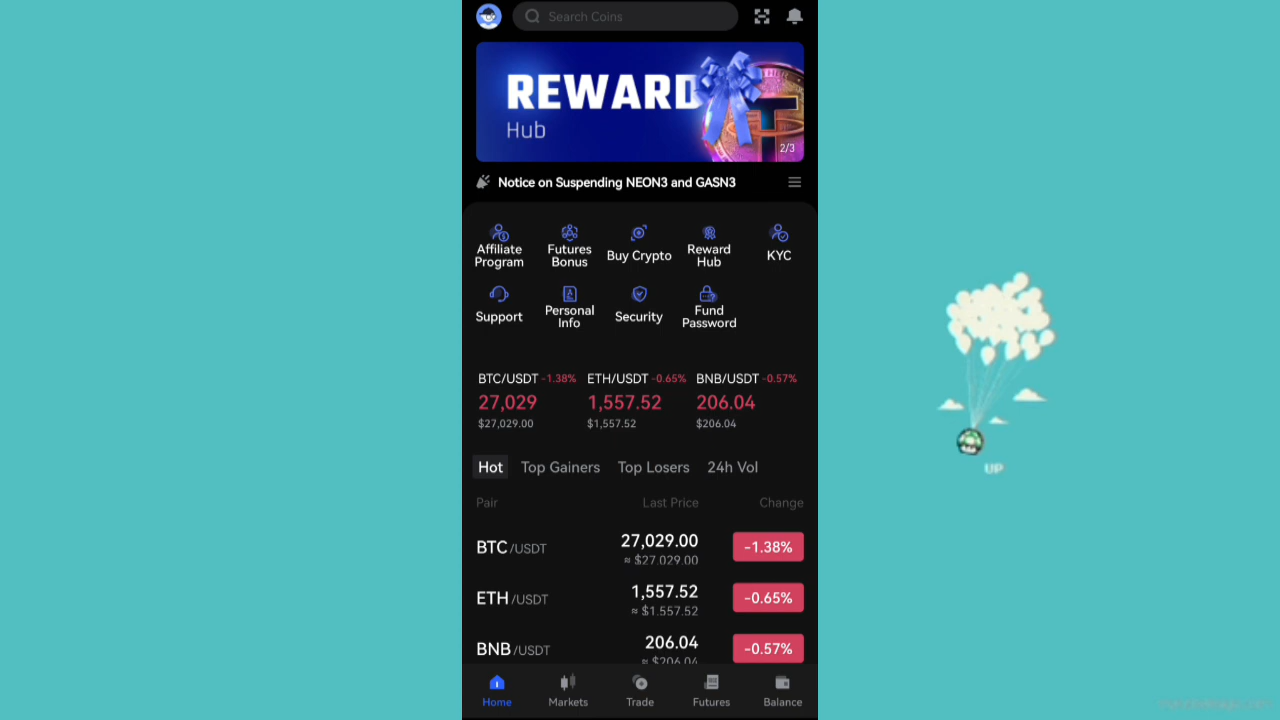 Search Coins
REWARD
Hub
2/3
Notice on Suspending NEON3 and GASN3
Affiliate
Program
Futures
Bonus
Buy Crypto
Reward
Hub
KYC
Support
Personal
Info
Security
Fund
Password
BTC/USDT -1.38%
27,029
$27,029.00
ETH/USDT -0.65%
1,557.52
$1,557.52
BNB/USDT -0.57%
206.04
$206.04
Hot Top Gainers Top Losers 24h Vol
Pair Last Price Change
BTC /USDT 27,029.00 -1.38%
≈ $27,029.00
ETH /USDT 1,557.52 -0.65%
≈ $1,557.52
BNB /USDT 206.04 -0.57%
≈ $206.04
Home Markets Trade Futures Balance
UP